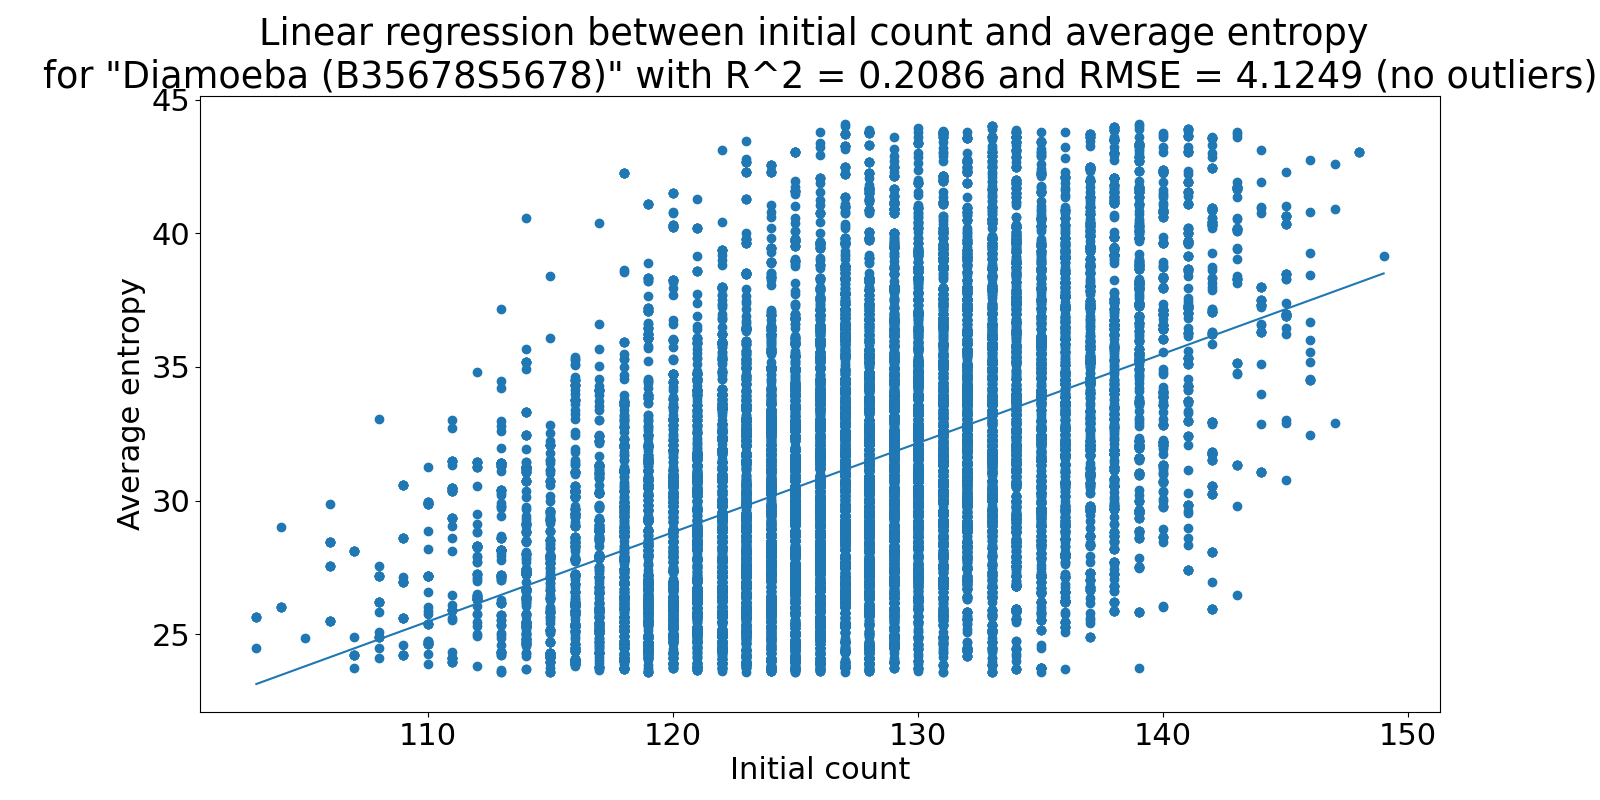 Linear regression between initial count and average entropy
for "Diamoeba (B35678S5678)" with R^2 = 0.2086 and RMSE = 4.1249 (no outliers)
45
40
35
30
25
Average entropy
110 120 130 140 150
Initial count